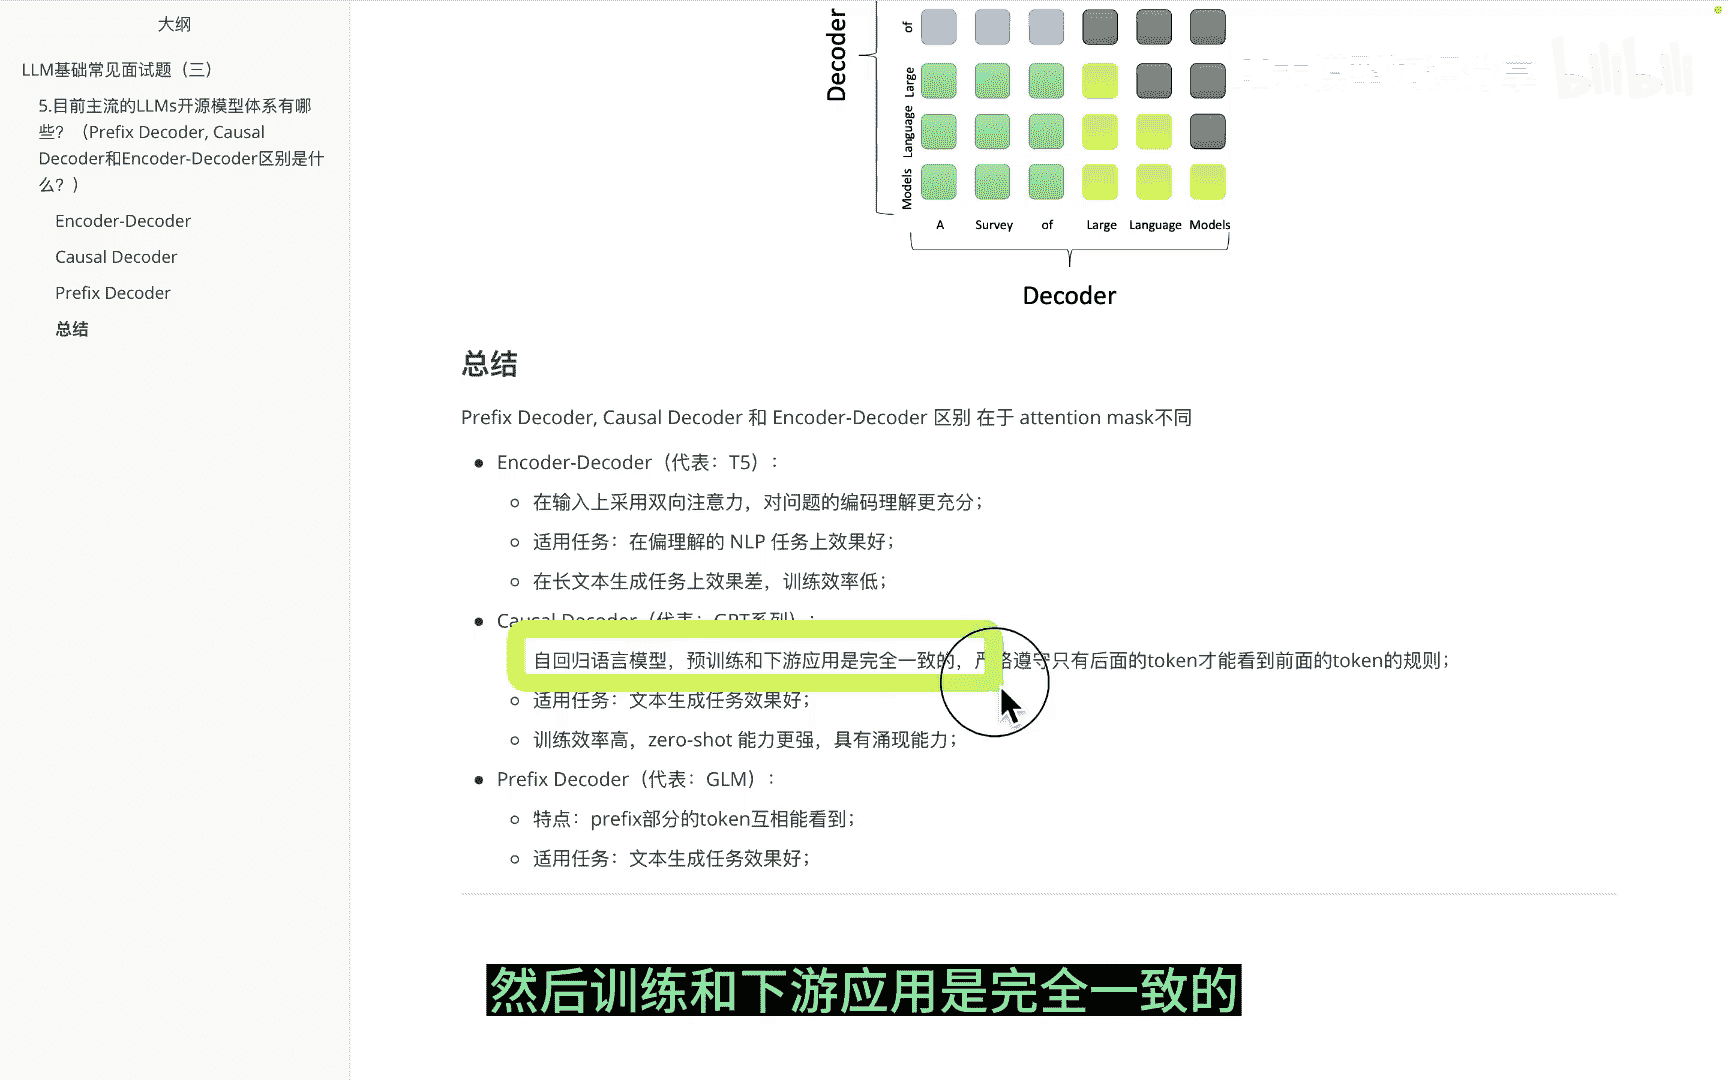 大纲
LLM基础常见面试题（三）
5.目前主流的LLMs开源模型体系有哪
些？（Prefix Decoder, Causal
Decoder和Encoder-Decoder区别是什
么？）
Encoder-Decoder
Causal Decoder
Prefix Decoder
总结
Decoder
of
Large
Language
Models
A Survey of Large Language Models
Decoder
总结
Prefix Decoder, Causal Decoder 和 Encoder-Decoder 区别 在于 attention mask不同
Encoder-Decoder（代表：T5）：
在输入上采用双向注意力，对问题的编码理解更充分；
适用任务：在偏理解的 NLP 任务上效果好；
在长文本生成任务上效果差，训练效率低；
Causal Decoder（代表：GPT系列）：
自回归语言模型，预训练和下游应用是完全一致的，严格遵守只有后面的token才能看到前面的token的规则；
适用任务：文本生成任务效果好；
训练效率高，zero-shot 能力更强，具有涌现能力；
Prefix Decoder（代表：GLM）：
特点：prefix部分的token互相能看到；
适用任务：文本生成任务效果好；
然后训练和下游应用是完全一致的
bilibili